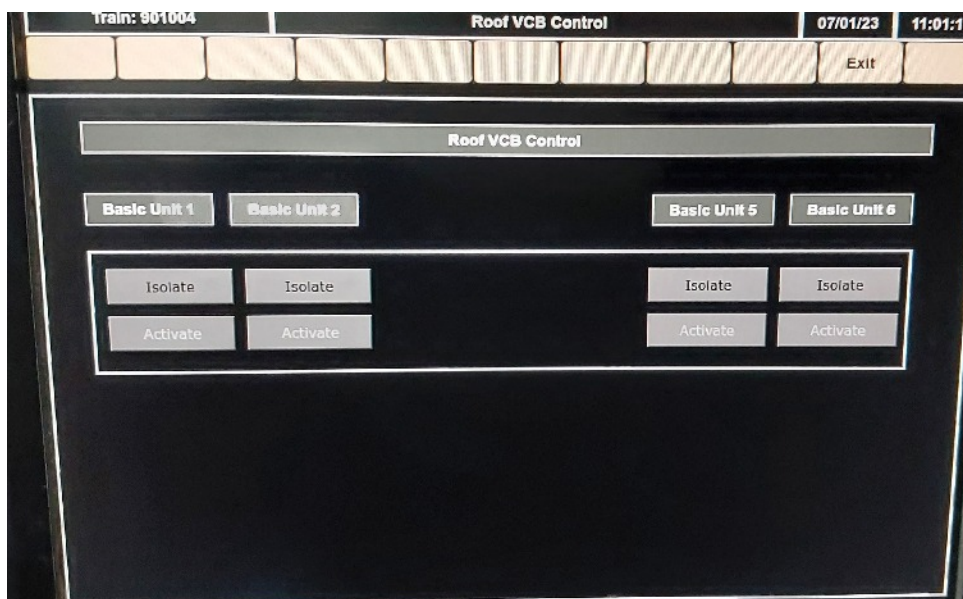 Train: 901004 Roof VCB Control 07/01/23 11:01:1
Exit
Roof VCB Control
Basic Unit 1 Basic Unit 2 Basic Unit 5 Basic Unit 6
Isolate Isolate Isolate Isolate
Activate Activate Activate Activate